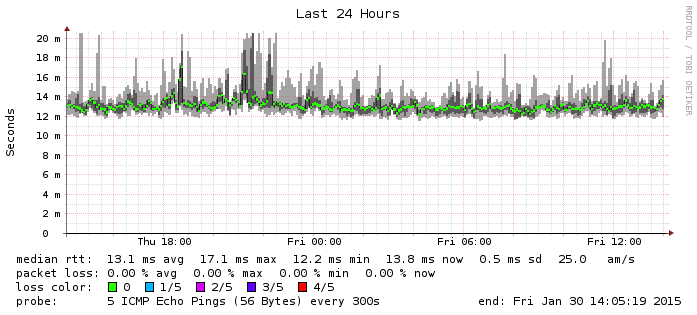 Last 24 Hours
RRDTOOL / TOBI OETIKER
Seconds
20 m
18 m
16 m
14 m
12 m
10 m
8 m
6 m
4 m
2 m
0
Thu 18:00 Fri 00:00 Fri 06:00 Fri 12:00
median rtt: 13.1 ms avg 17.1 ms max 12.2 ms min 13.8 ms now 0.5 ms sd 25.0 am/s
packet loss: 0.00 % avg 0.00 % max 0.00 % min 0.00 % now
loss color: 0 1/5 2/5 3/5 4/5
probe: 5 ICMP Echo Pings (56 Bytes) every 300s end: Fri Jan 30 14:05:19 2015